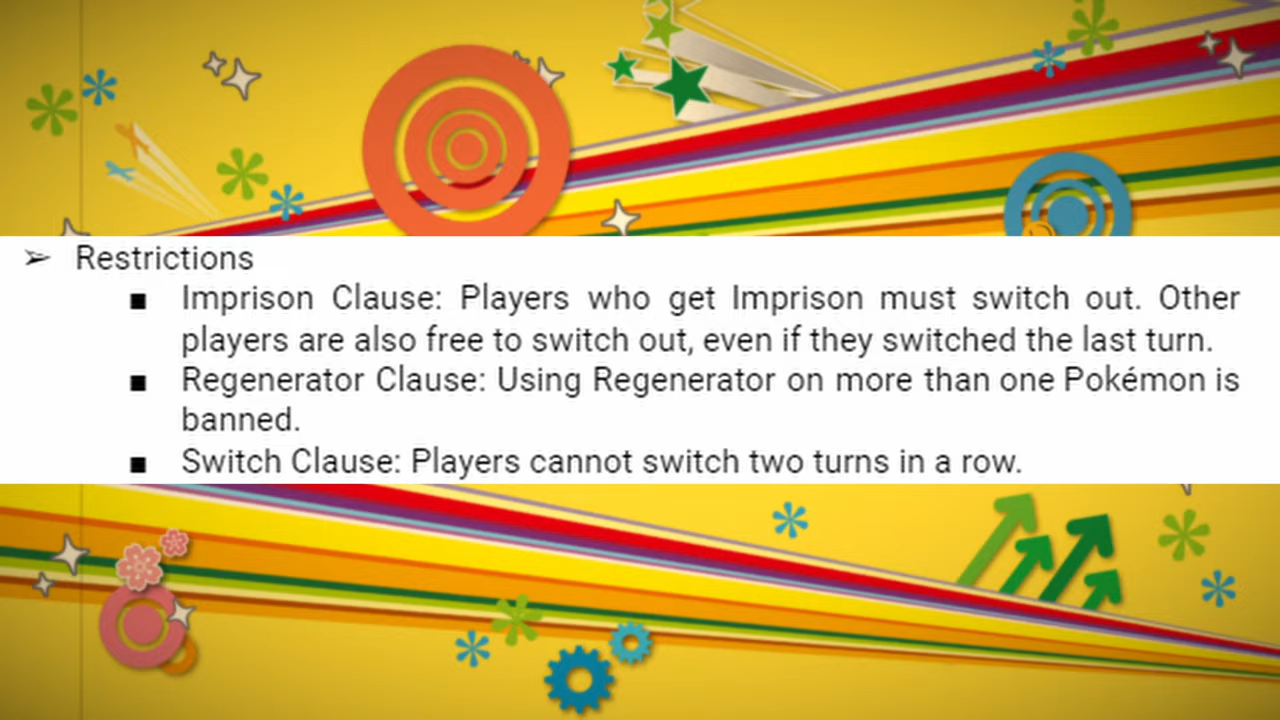 ➢ Restrictions
■ Imprison Clause: Players who get Imprison must switch out. Other
players are also free to switch out, even if they switched the last turn.
■ Regenerator Clause: Using Regenerator on more than one Pokémon is
banned.
■ Switch Clause: Players cannot switch two turns in a row.